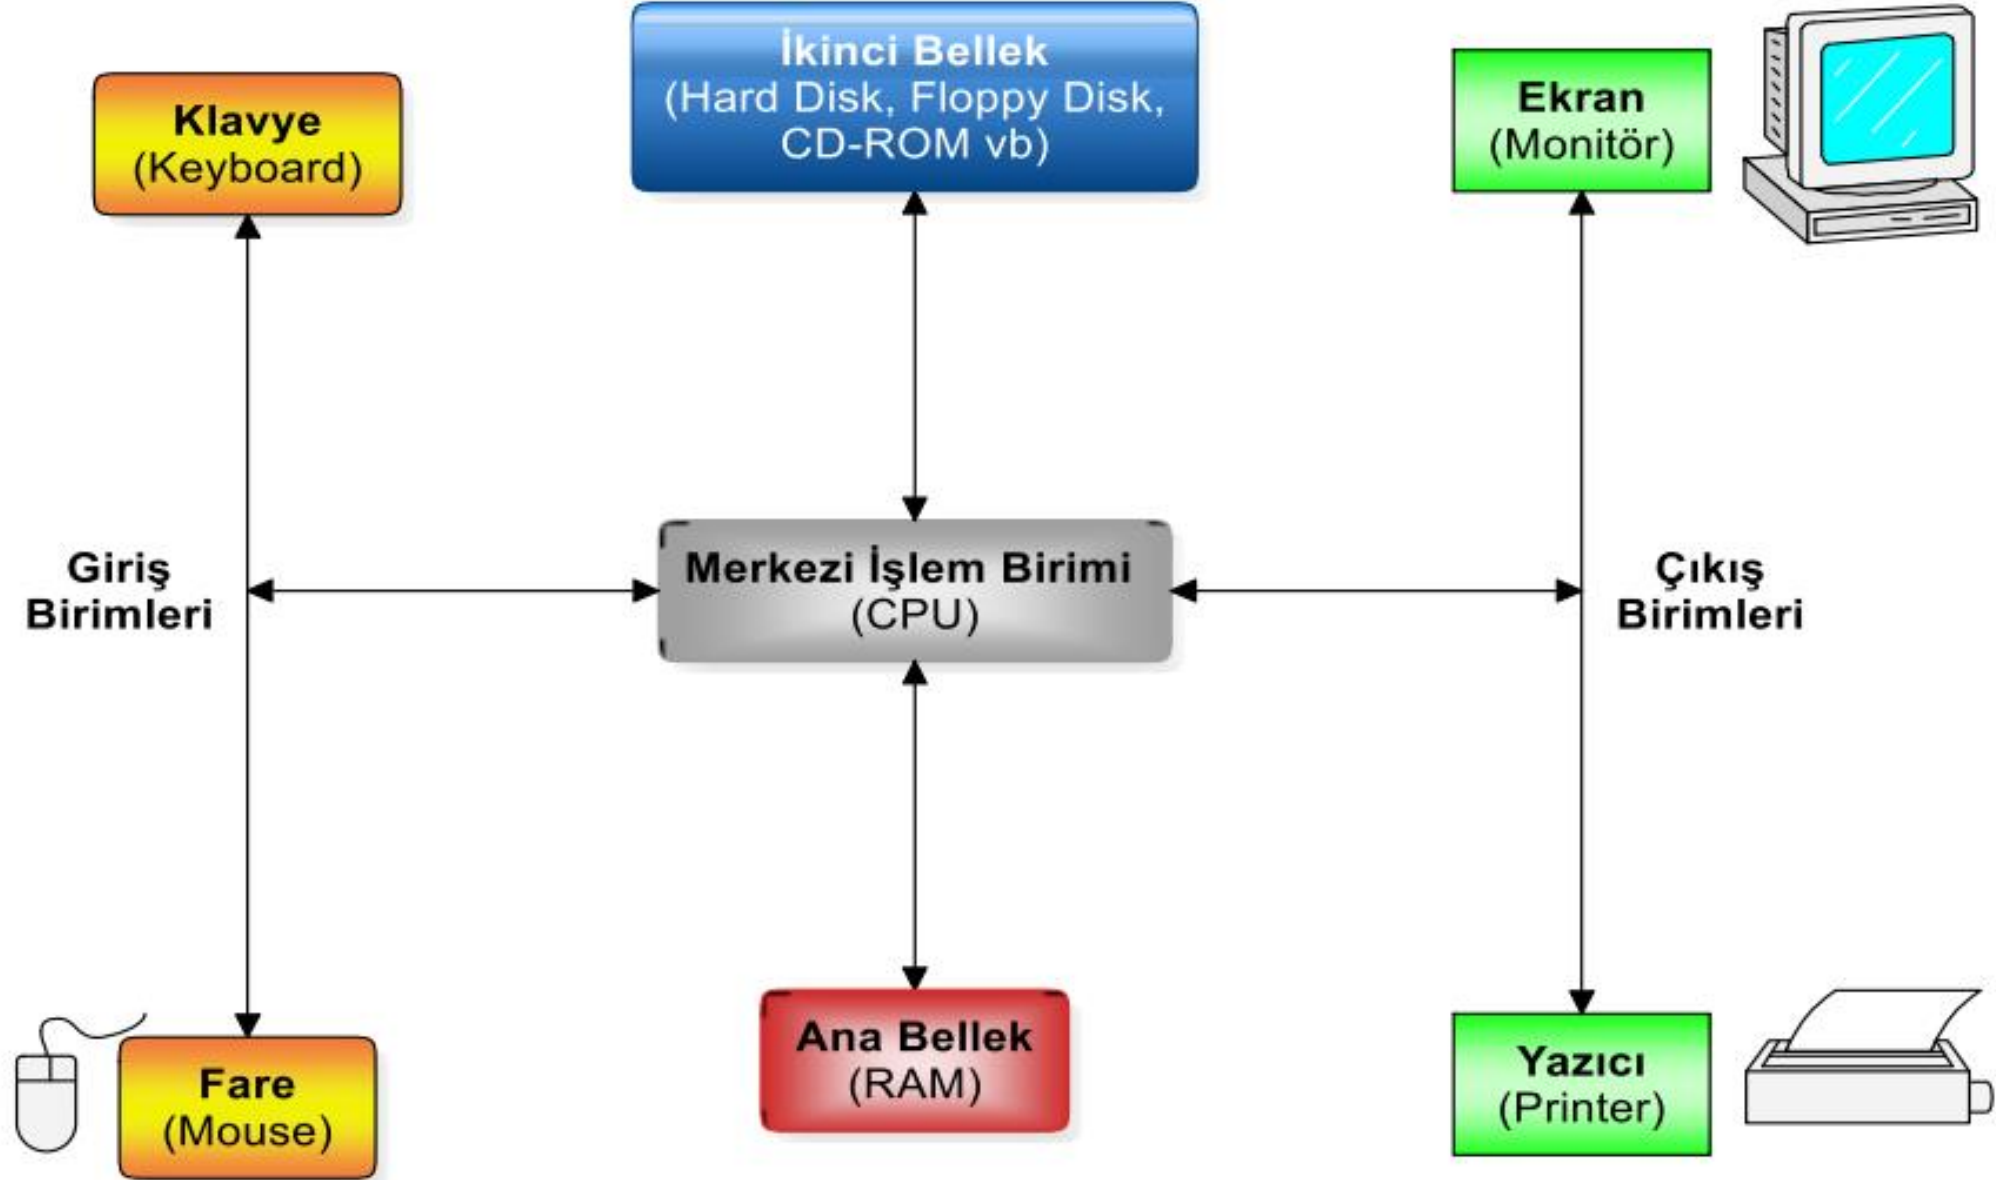 İkinci Bellek
(Hard Disk, Floppy Disk,
CD-ROM vb)
Klavye
(Keyboard)
Ekran
(Monitör)
Giriş
Birimleri
Merkezi İşlem Birimi
(CPU)
Çıkış
Birimleri
Fare
(Mouse)
Ana Bellek
(RAM)
Yazıcı
(Printer)